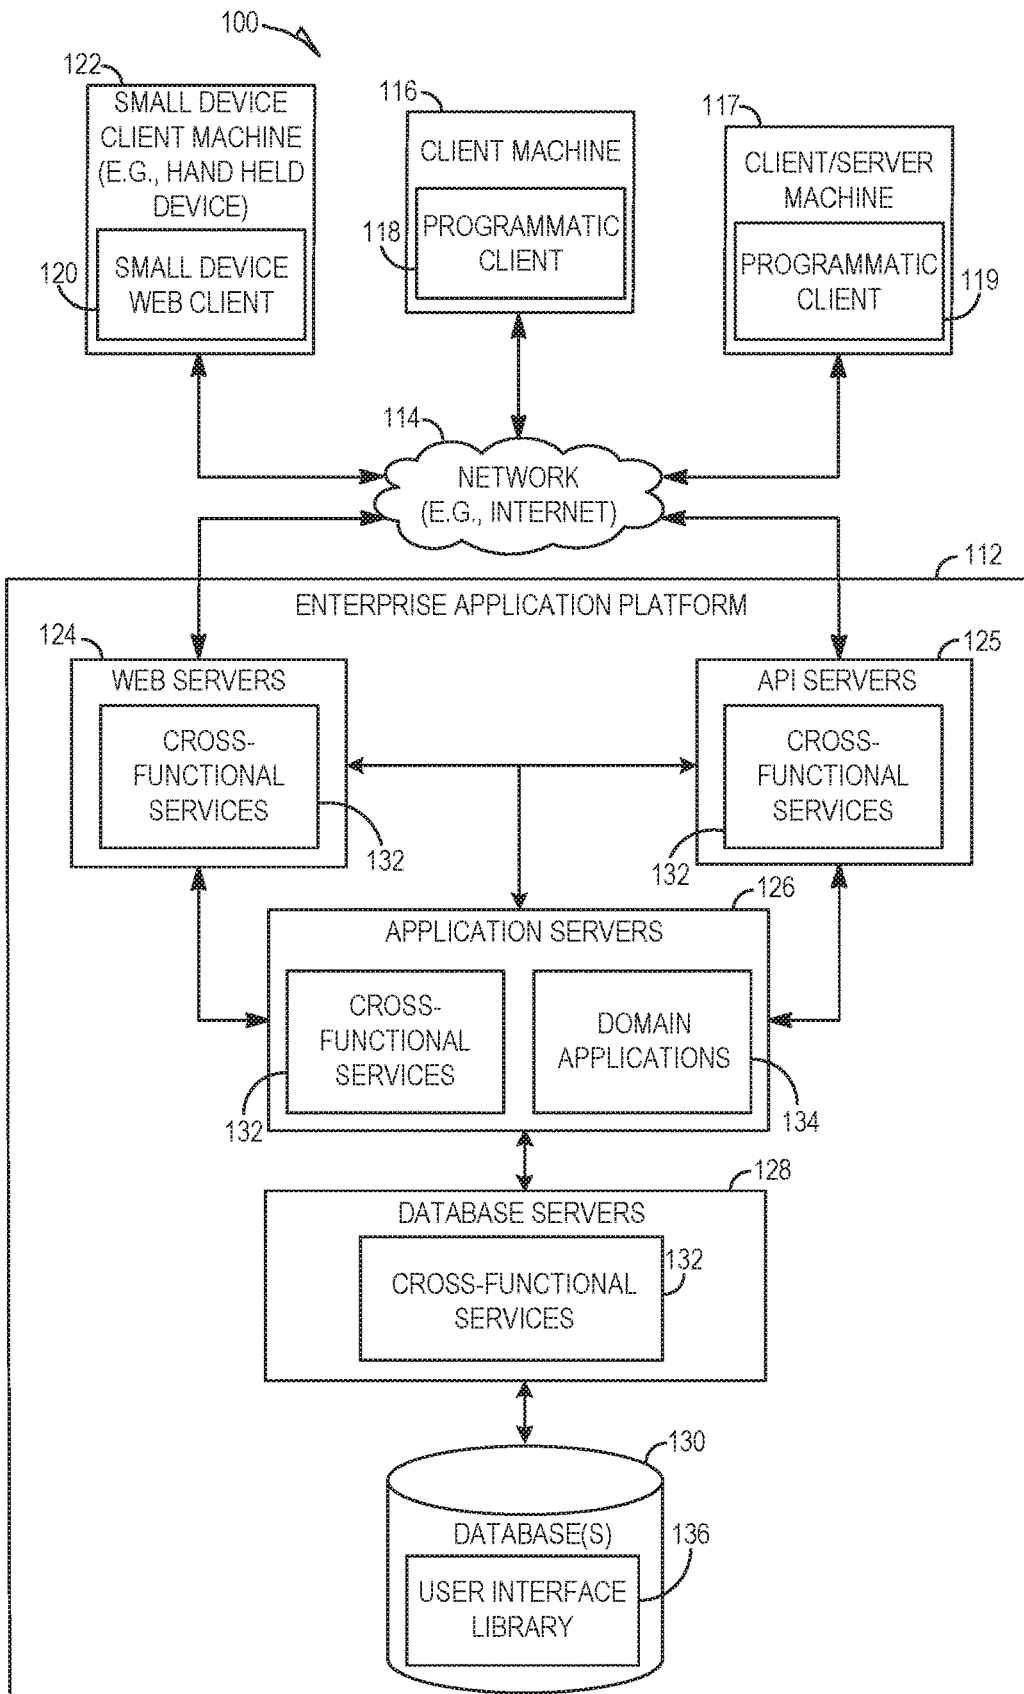 100
122
SMALL DEVICE
CLIENT MACHINE
(E.G., HAND HELD
DEVICE)
120
SMALL DEVICE
WEB CLIENT
116
CLIENT MACHINE
118
PROGRAMMATIC
CLIENT
117
CLIENT/SERVER
MACHINE
PROGRAMMATIC
CLIENT
119
114
NETWORK
(E.G., INTERNET)
112
ENTERPRISE APPLICATION PLATFORM
124
WEB SERVERS
CROSS-
FUNCTIONAL
SERVICES
132
125
API SERVERS
CROSS-
FUNCTIONAL
SERVICES
132
126
APPLICATION SERVERS
CROSS-
FUNCTIONAL
SERVICES
132
DOMAIN
APPLICATIONS
134
128
DATABASE SERVERS
132
CROSS-FUNCTIONAL
SERVICES
130
DATABASE(S)
136
USER INTERFACE
LIBRARY